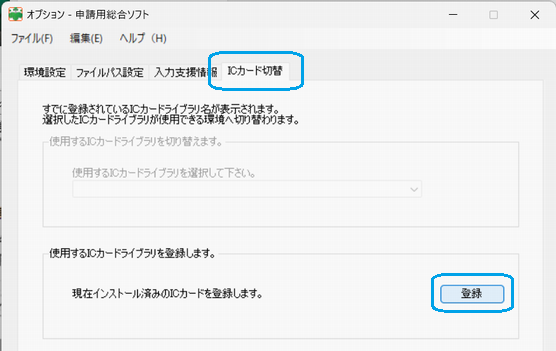 オプション - 申請用総合ソフト
ファイル(F) 編集(E) ヘルプ (H)
環境設定 ファイルパス設定 入力支援情報 ICカード切替
すでに登録されているICカードライブラリ名が表示されます。
選択したICカードライブラリが使用できる環境へ切り替わります。
使用するICカードライブラリを切り替えます。
使用するICカードライブラリを選択して下さい。
使用するICカードライブラリを登録します。
現在インストール済みのICカードを登録します。
登録